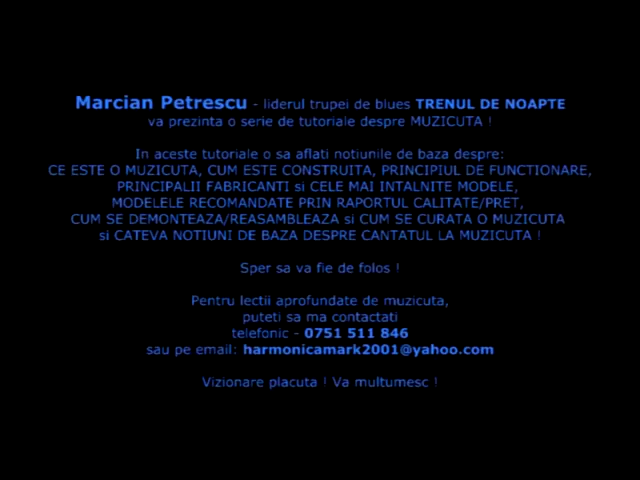 Marcian Petrescu - liderul trupei de blues TRENUL DE NOAPTE
va prezinta o serie de tutoriale despre MUZICUTA !
In aceste tutoriale o sa aflati notiunile de baza despre:
CE ESTE O MUZICUTA, CUM ESTE CONSTRUITA, PRINCIPIUL DE FUNCTIONARE,
PRINCIPALII FABRICANTI si CELE MAI INTALNITE MODELE,
MODELELE RECOMANDATE PRIN RAPORTUL CALITATE/PRET,
CUM SE DEMONTEAZA/REASAMBLEAZA si CUM SE CURATA O MUZICUTA
si CATEVA NOTIUNI DE BAZA DESPRE CANTATUL LA MUZICUTA !
Sper sa va fie de folos !
Pentru lectii aprofundate de muzicuta,
puteti sa ma contactati
telefonic - 0751 511 846
sau pe email: harmonicamark2001@yahoo.com
Vizionare placuta ! Va multumesc !